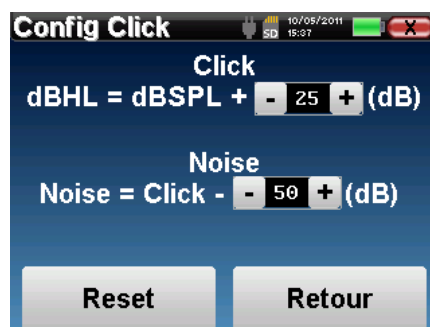 Config Click SD 10/05/2011 X
15:37
Click
dBHL = dBSPL + - 25 + (dB)
Noise
Noise = Click - - 50 + (dB)
Reset Retour